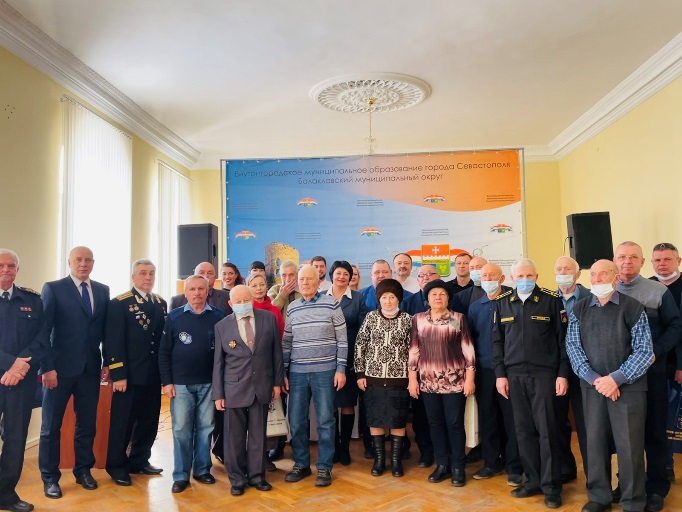 Внутригородское муниципальное образование города Севастополя
Балаклавский муниципальный округ